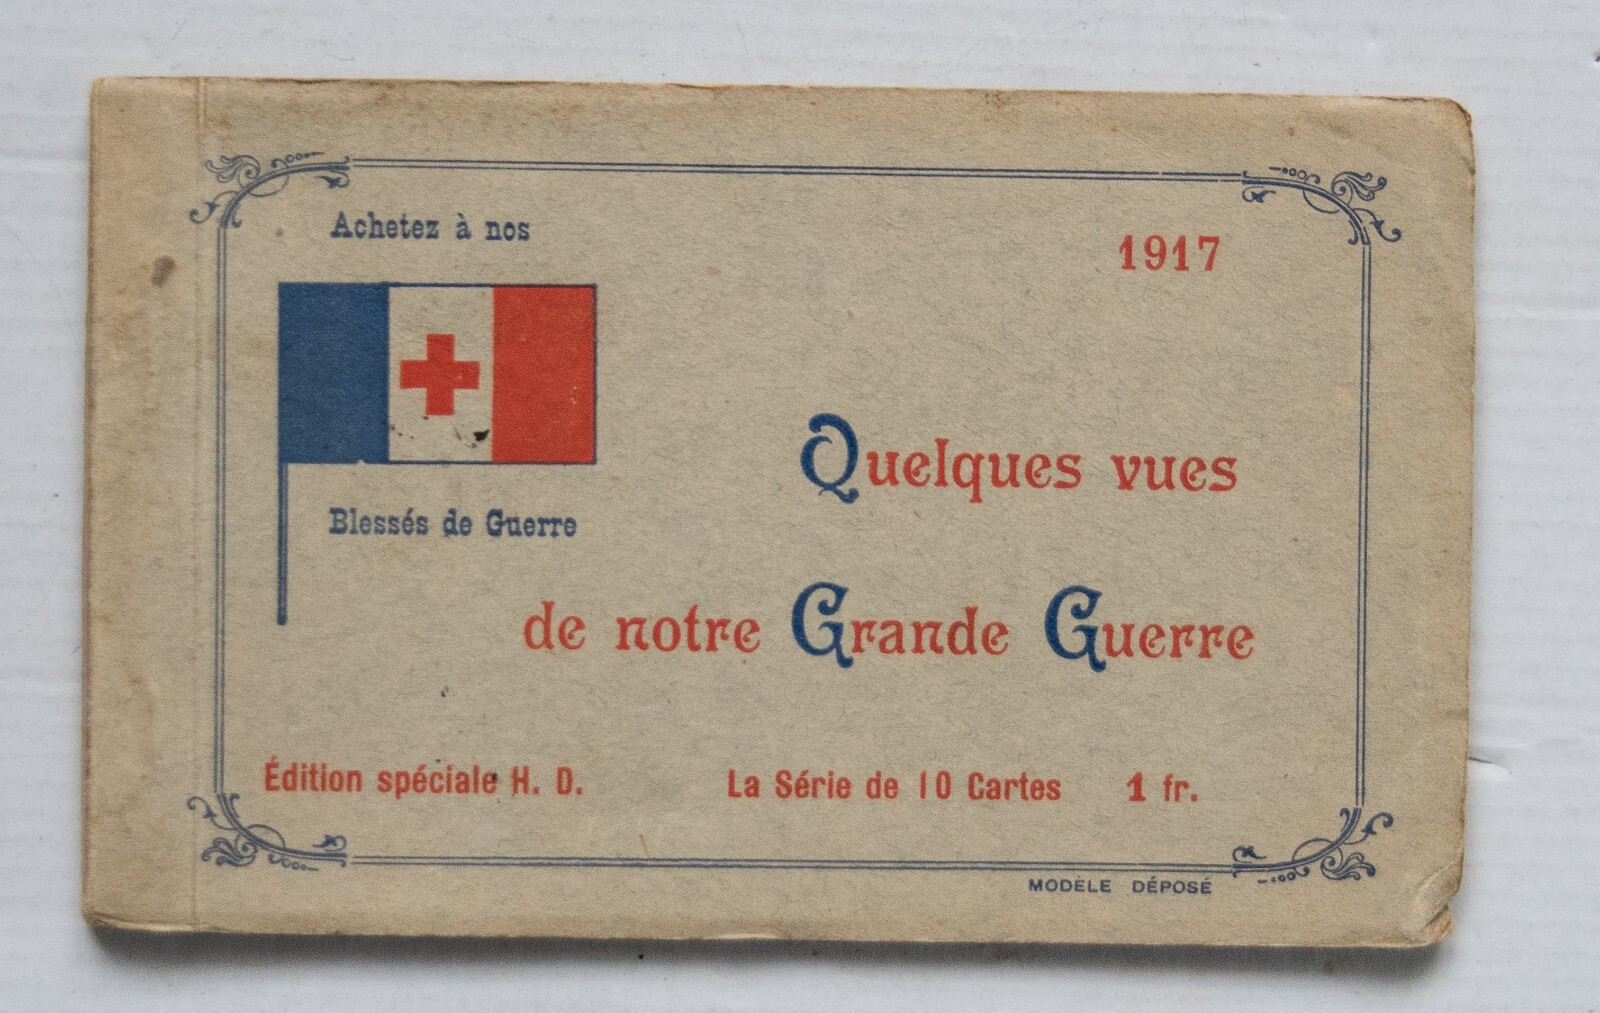 Achetez à nos
Blessés de Guerre
1917
Quelques vues
de notre Grande Guerre
Édition spéciale H. D.
La Série de 10 Cartes 1 fr.
MODÈLE DÉPOSÉ